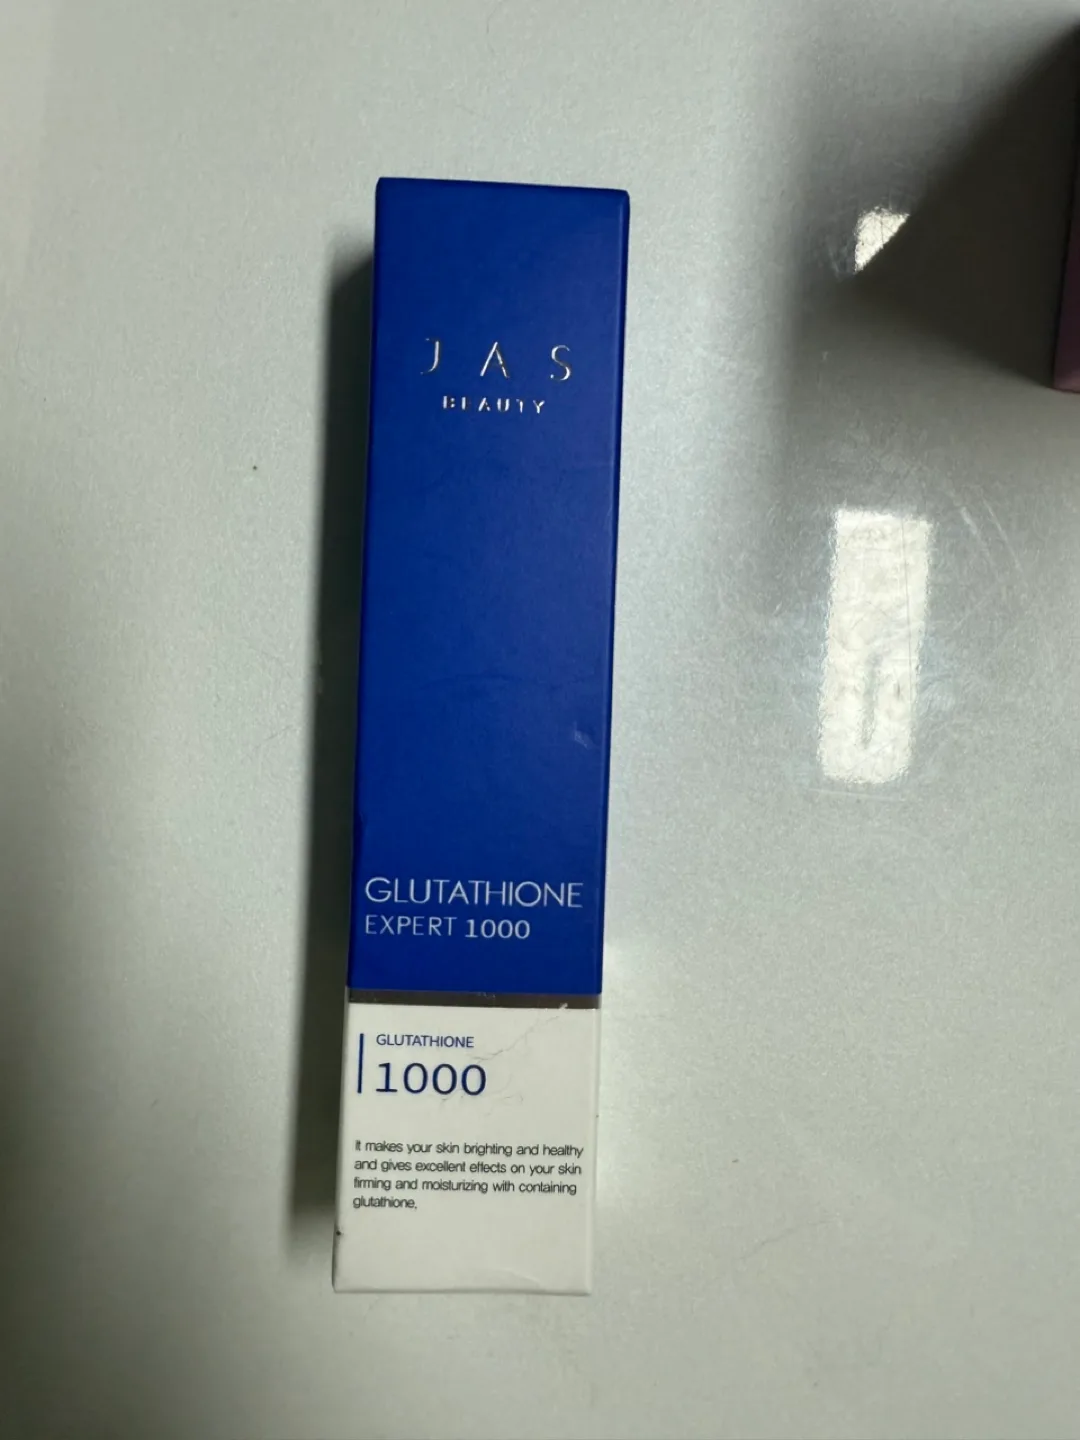 J A S
BEAUTY
GLUTATHIONE
EXPERT 1000
GLUTATHIONE
1000
It makes your skin brighting and healthy
and gives excellent effects on your skin
firming and moisturizing with containing
glutathione,